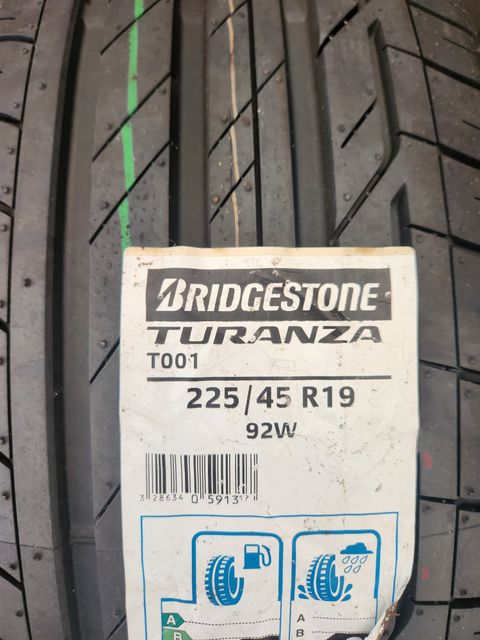 BRIDGESTONE
TURANZA
T001
225/45 R19
92W
3 286340 591317
A
B
A
B